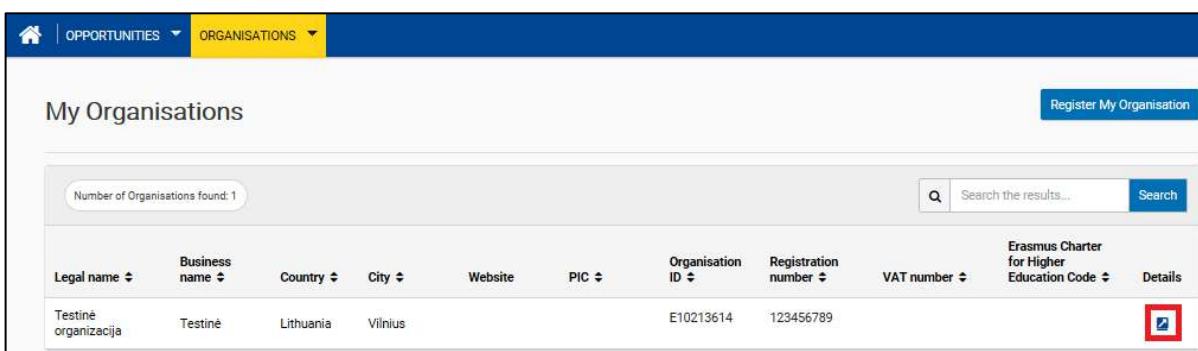 OPPORTUNITIES ORGANISATIONS
My Organisations
Register My Organisation
Number of Organisations found: 1
Search the results... Search
Legal name Business name Country City Website PIC Organisation ID Registration number VAT number Erasmus Charter for Higher Education Code Details
Testinė organizacija Testinė Lithuania Vilnius E10213614 123456789